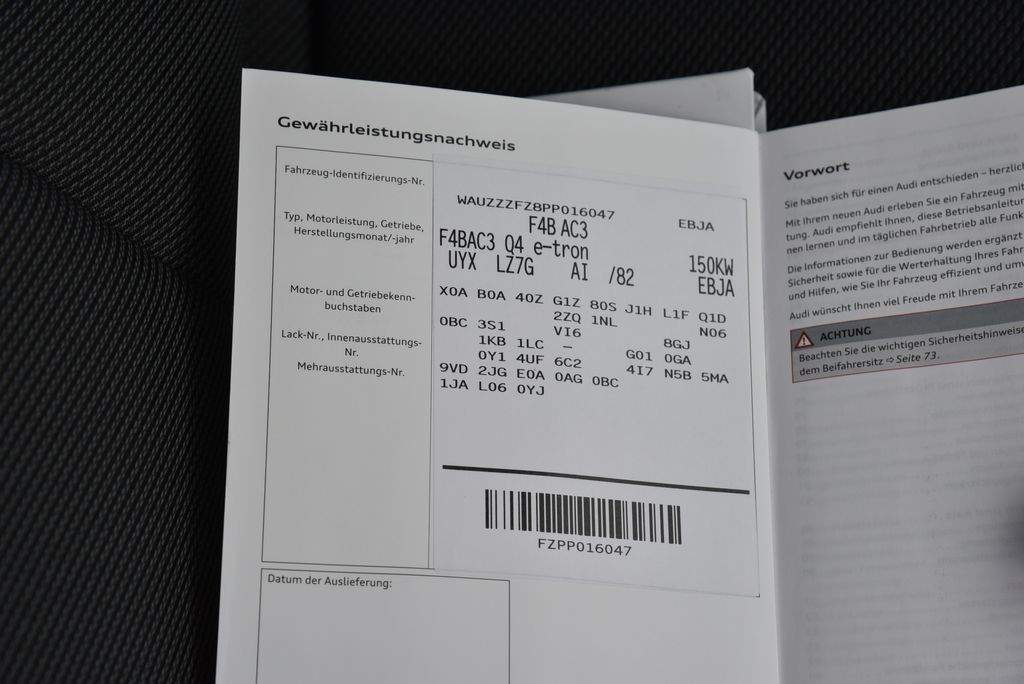 Gewährleistungsnachweis
Fahrzeug-Identifizierungs-Nr.
Typ, Motorleistung, Getriebe,
Herstellungsmonat/-jahr
Motor- und Getriebekenn-
buchstaben
Lack-Nr., Innenausstattungs-
Nr.
Mehrausstattungs-Nr.
WAUZZZFZ8PP016047 EBJA
F4B AC3
F4BAC3 Q4 e-tron 150KW
UYX LZ7G AI /82 EBJA
X0A B0A 40Z G1Z 80S J1H L1F Q1D
2ZQ 1NL N06
0BC 3S1 VI6 8GJ
1KB 1LC – G01 0GA
0Y1 4UF 6C2 4I7 N5B 5MA
9VD 2JG E0A 0AG 0BC
1JA L06 0YJ
FZPP016047
Datum der Auslieferung:
Vorwort
Sie haben sich für einen Audi entschieden – herzlich
Mit Ihrem neuen Audi erleben Sie ein Fahrzeug mit
tung. Audi empfiehlt Ihnen, diese Betriebsanleitun
nen lernen und im täglichen Fahrbetrieb alle Funk
Die Informationen zur Bedienung werden ergänzt
Sicherheit sowie für die Werterhaltung Ihres Fahr
und Hilfen, wie Sie Ihr Fahrzeug effizient und umw
Audi wünscht Ihnen viel Freude mit Ihrem Fahrze
ACHTUNG
Beachten Sie die wichtigen Sicherheitshinweise
dem Beifahrersitz ⇨ Seite 73.